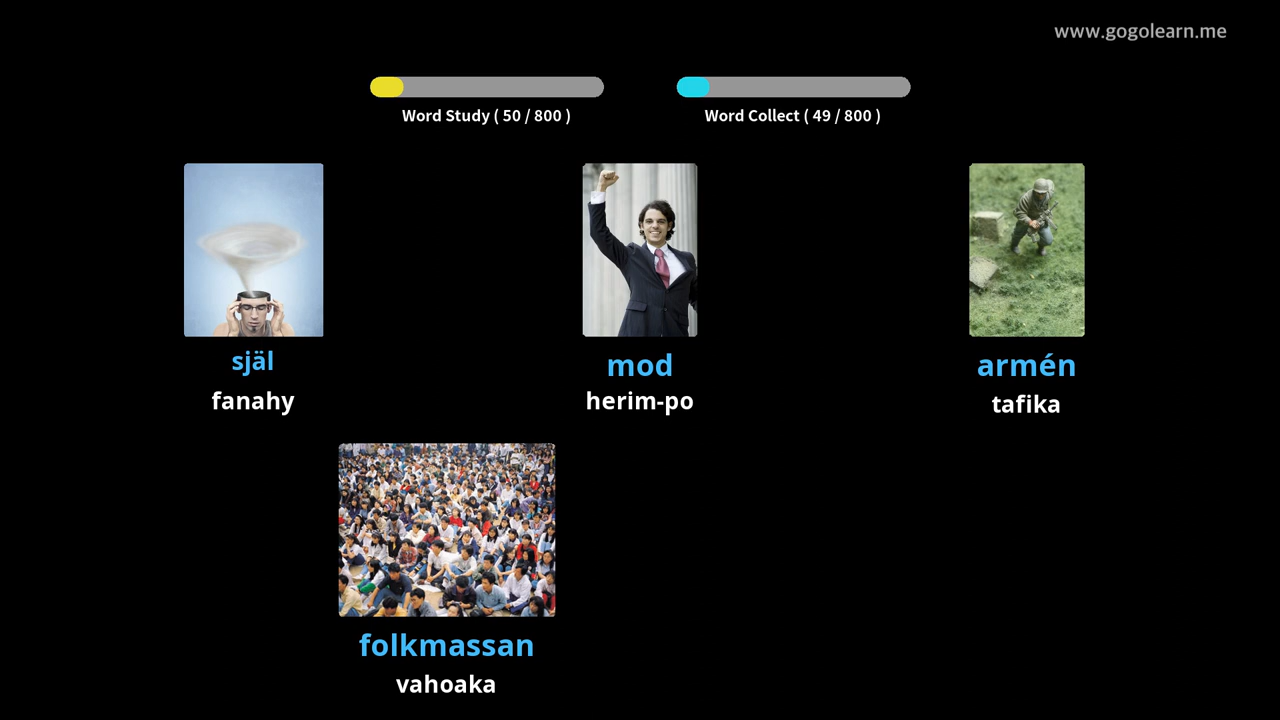 www.gogolearn.me
Word Study ( 50 / 800 )
Word Collect ( 49 / 800 )
själ
fanahy
mod
herim-po
armén
tafika
folkmassan
vahoaka